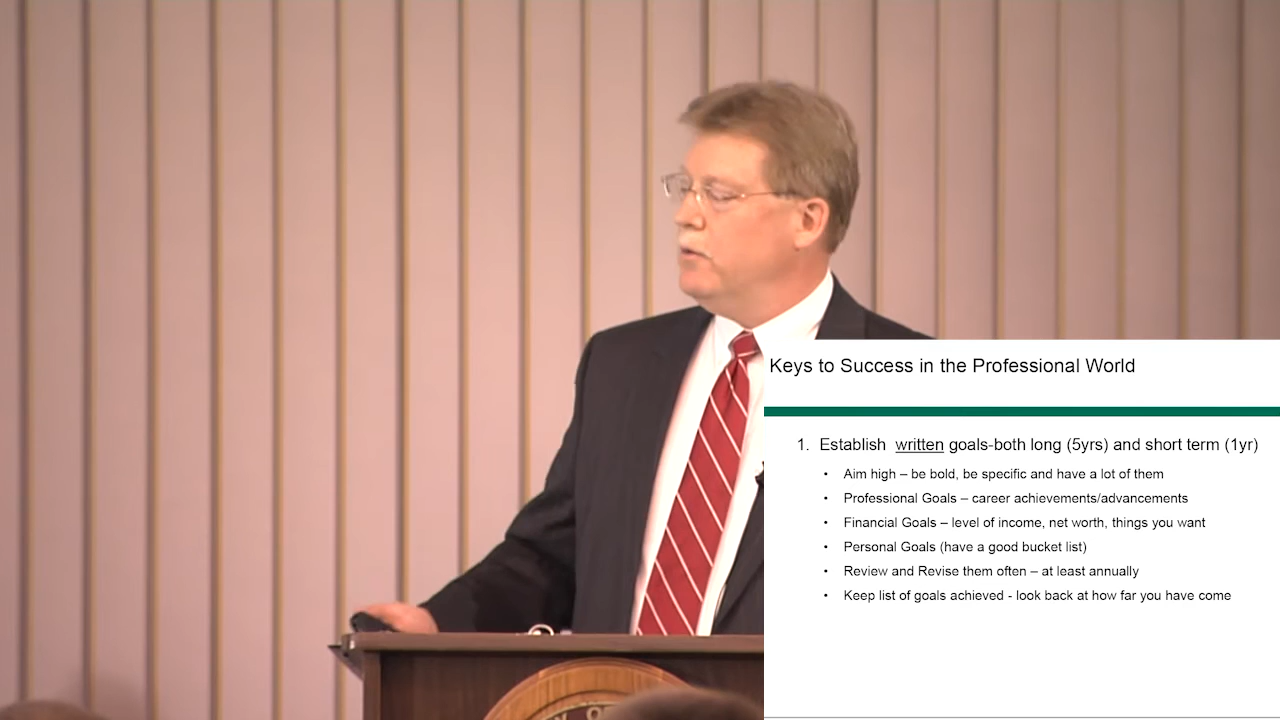 Keys to Success in the Professional World
1. Establish written goals-both long (5yrs) and short term (1yr)
• Aim high – be bold, be specific and have a lot of them
• Professional Goals – career achievements/advancements
• Financial Goals – level of income, net worth, things you want
• Personal Goals (have a good bucket list)
• Review and Revise them often – at least annually
• Keep list of goals achieved - look back at how far you have come